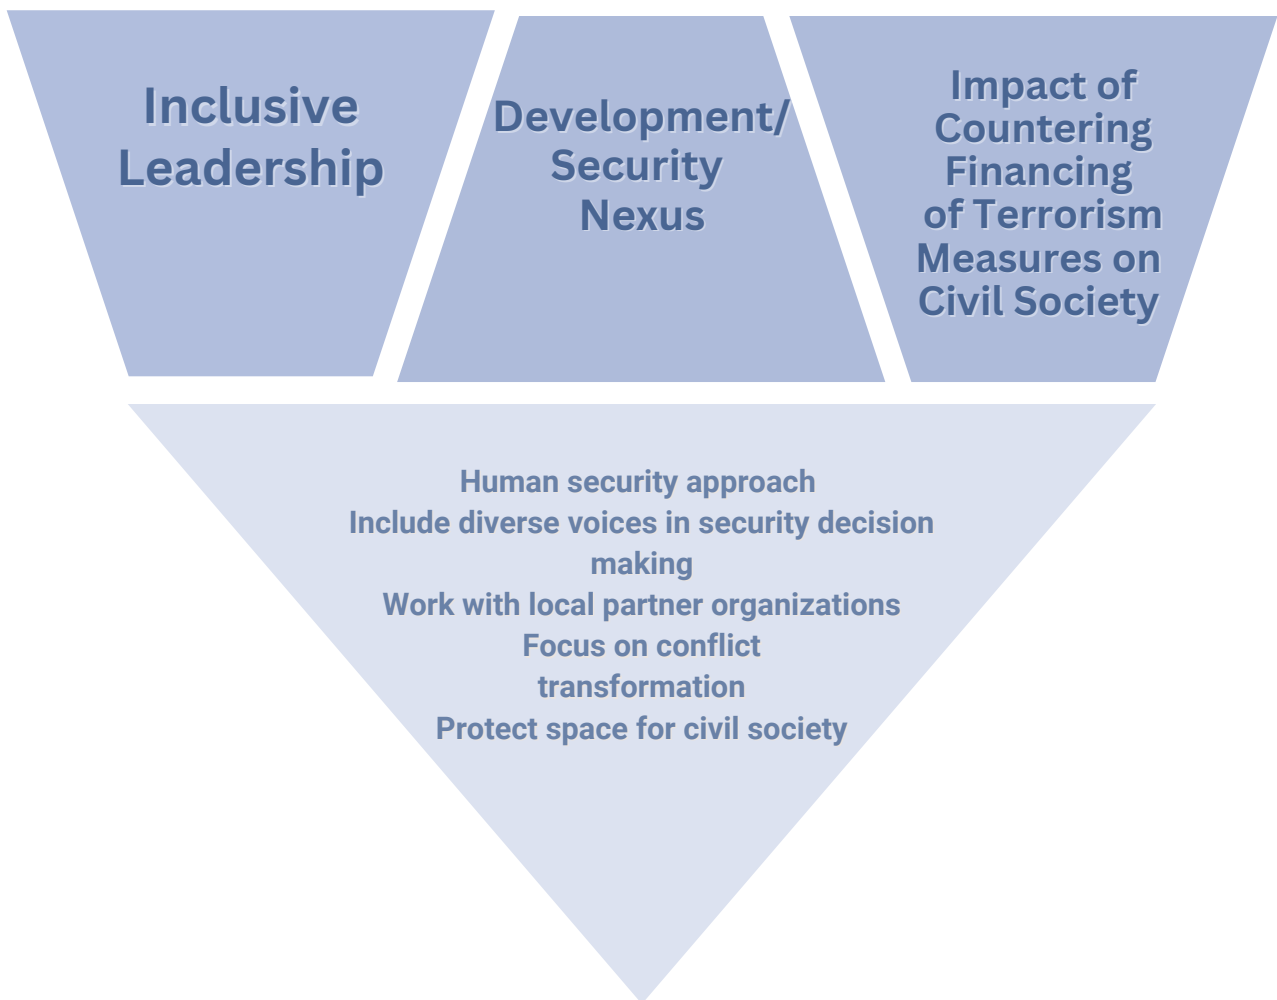 Inclusive
Leadership
Development/
Security
Nexus
Impact of
Countering
Financing
of Terrorism
Measures on
Civil Society
Human security approach
Include diverse voices in security decision
making
Work with local partner organizations
Focus on conflict
transformation
Protect space for civil society